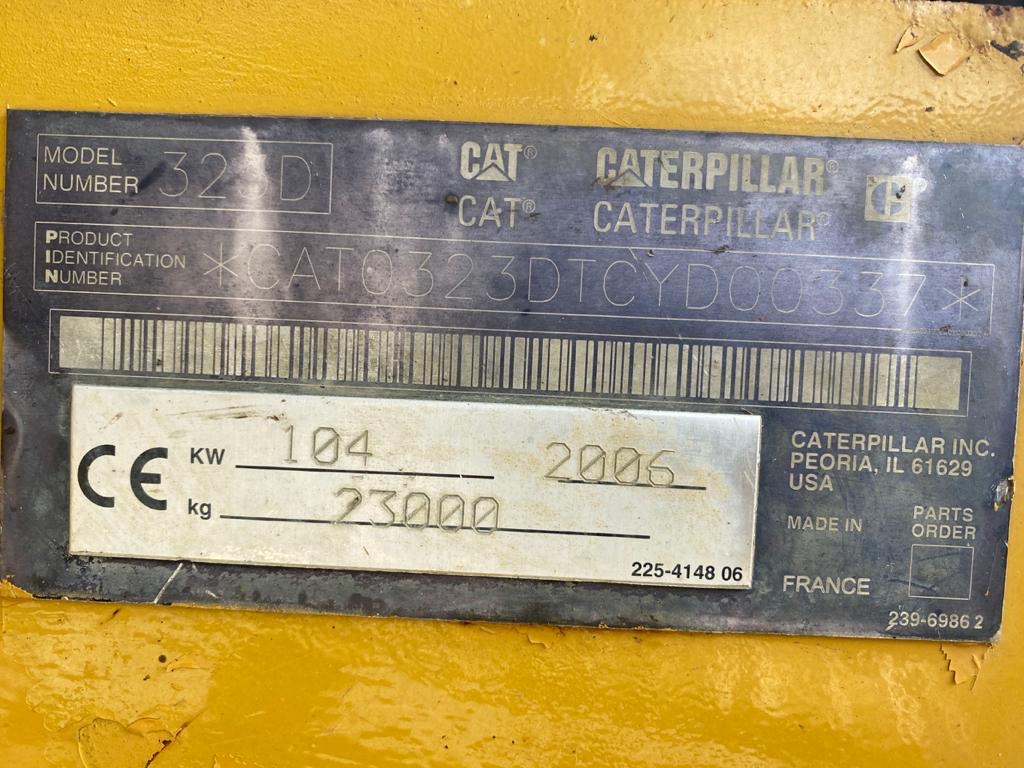 MODEL
NUMBER 323D
CAT® CATERPILLAR®
CAT® CATERPILLAR®
PRODUCT
IDENTIFICATION
NUMBER *CAT0323DTCYD00337*
CE KW 104 2006
kg 23000
225-4148 06
CATERPILLAR INC.
PEORIA, IL 61629
USA
MADE IN
FRANCE
PARTS
ORDER
239-6986 2